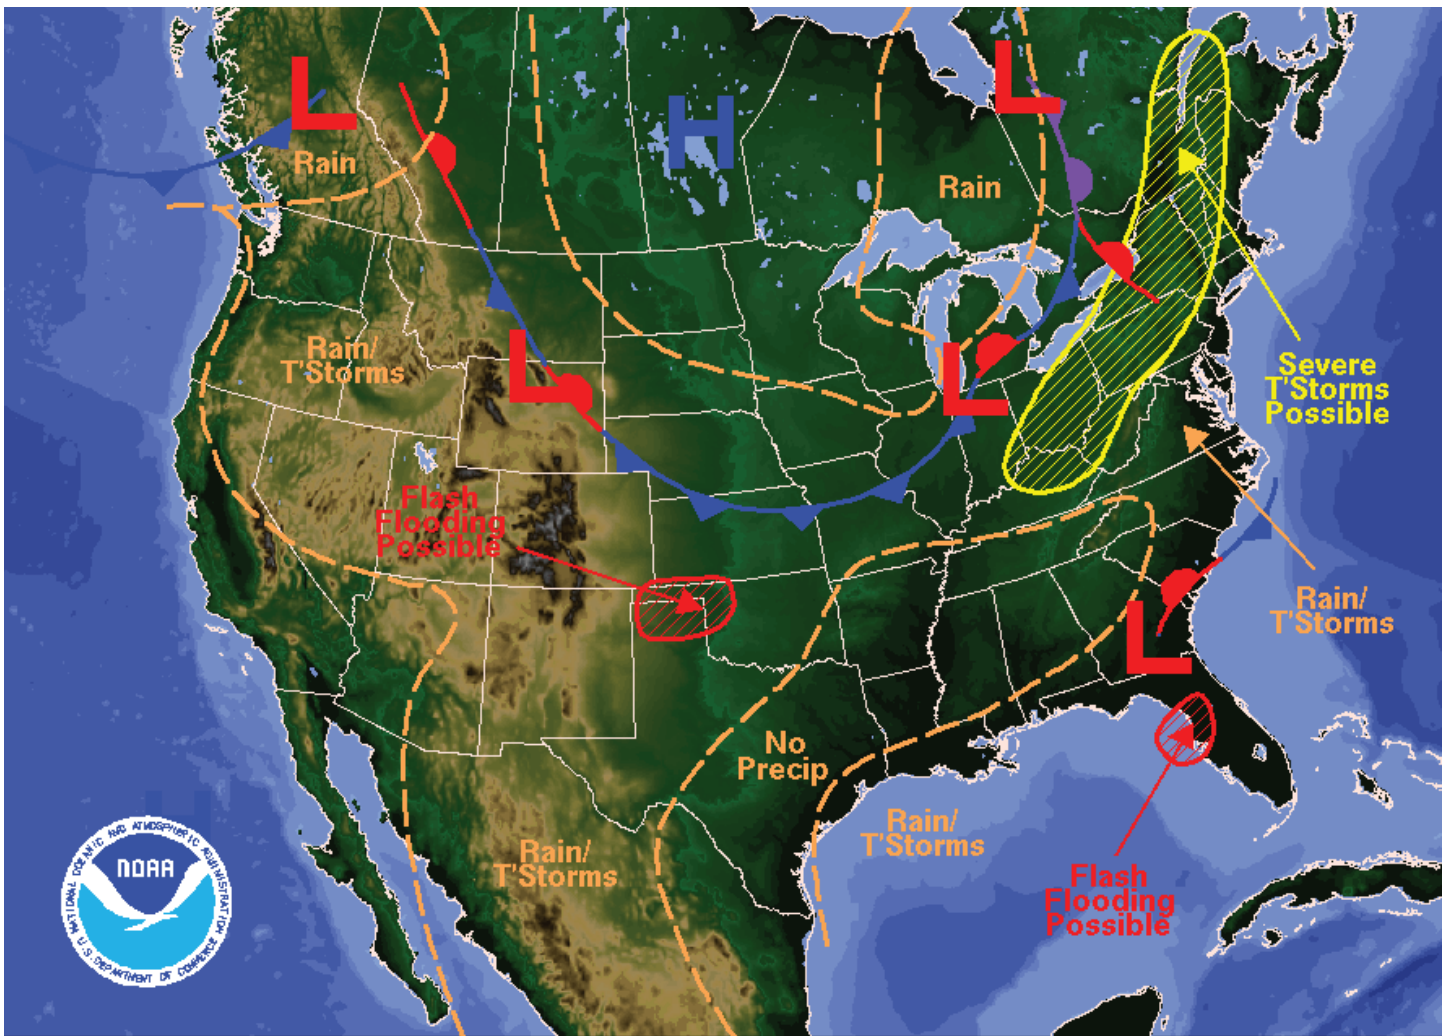 L
H
L
Rain
Rain
Rain/
T'Storms
L
L
Severe
T'Storms
Possible
Flash
Flooding
Possible
Rain/
T'Storms
L
No
Precip
H
Rain/
T'Storms
Rain/
T'Storms
Flash
Flooding
Possible
NATIONAL OCEANIC AND ATMOSPHERIC ADMINISTRATION
NOAA
U.S. DEPARTMENT OF COMMERCE